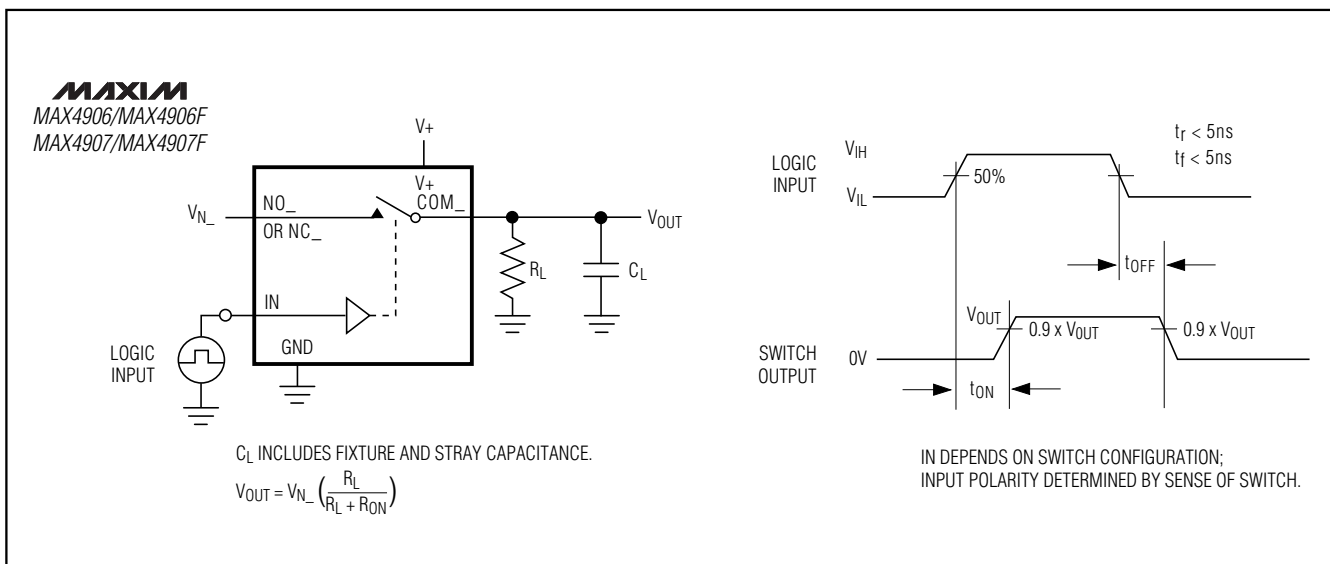 MAXIM
MAX4906/MAX4906F
MAX4907/MAX4907F
V+
V+
NO_
COM_
V_N_
OR NC_
V_OUT
R_L
C_L
IN
GND
LOGIC
INPUT
C_L INCLUDES FIXTURE AND STRAY CAPACITANCE.
V_OUT = V_N_ (R_L / (R_L + R_ON))
t_r < 5ns
t_f < 5ns
LOGIC
INPUT
V_IH
V_IL
50%
t_OFF
V_OUT
0.9 x V_OUT
0.9 x V_OUT
SWITCH
OUTPUT
0V
t_ON
IN DEPENDS ON SWITCH CONFIGURATION;
INPUT POLARITY DETERMINED BY SENSE OF SWITCH.